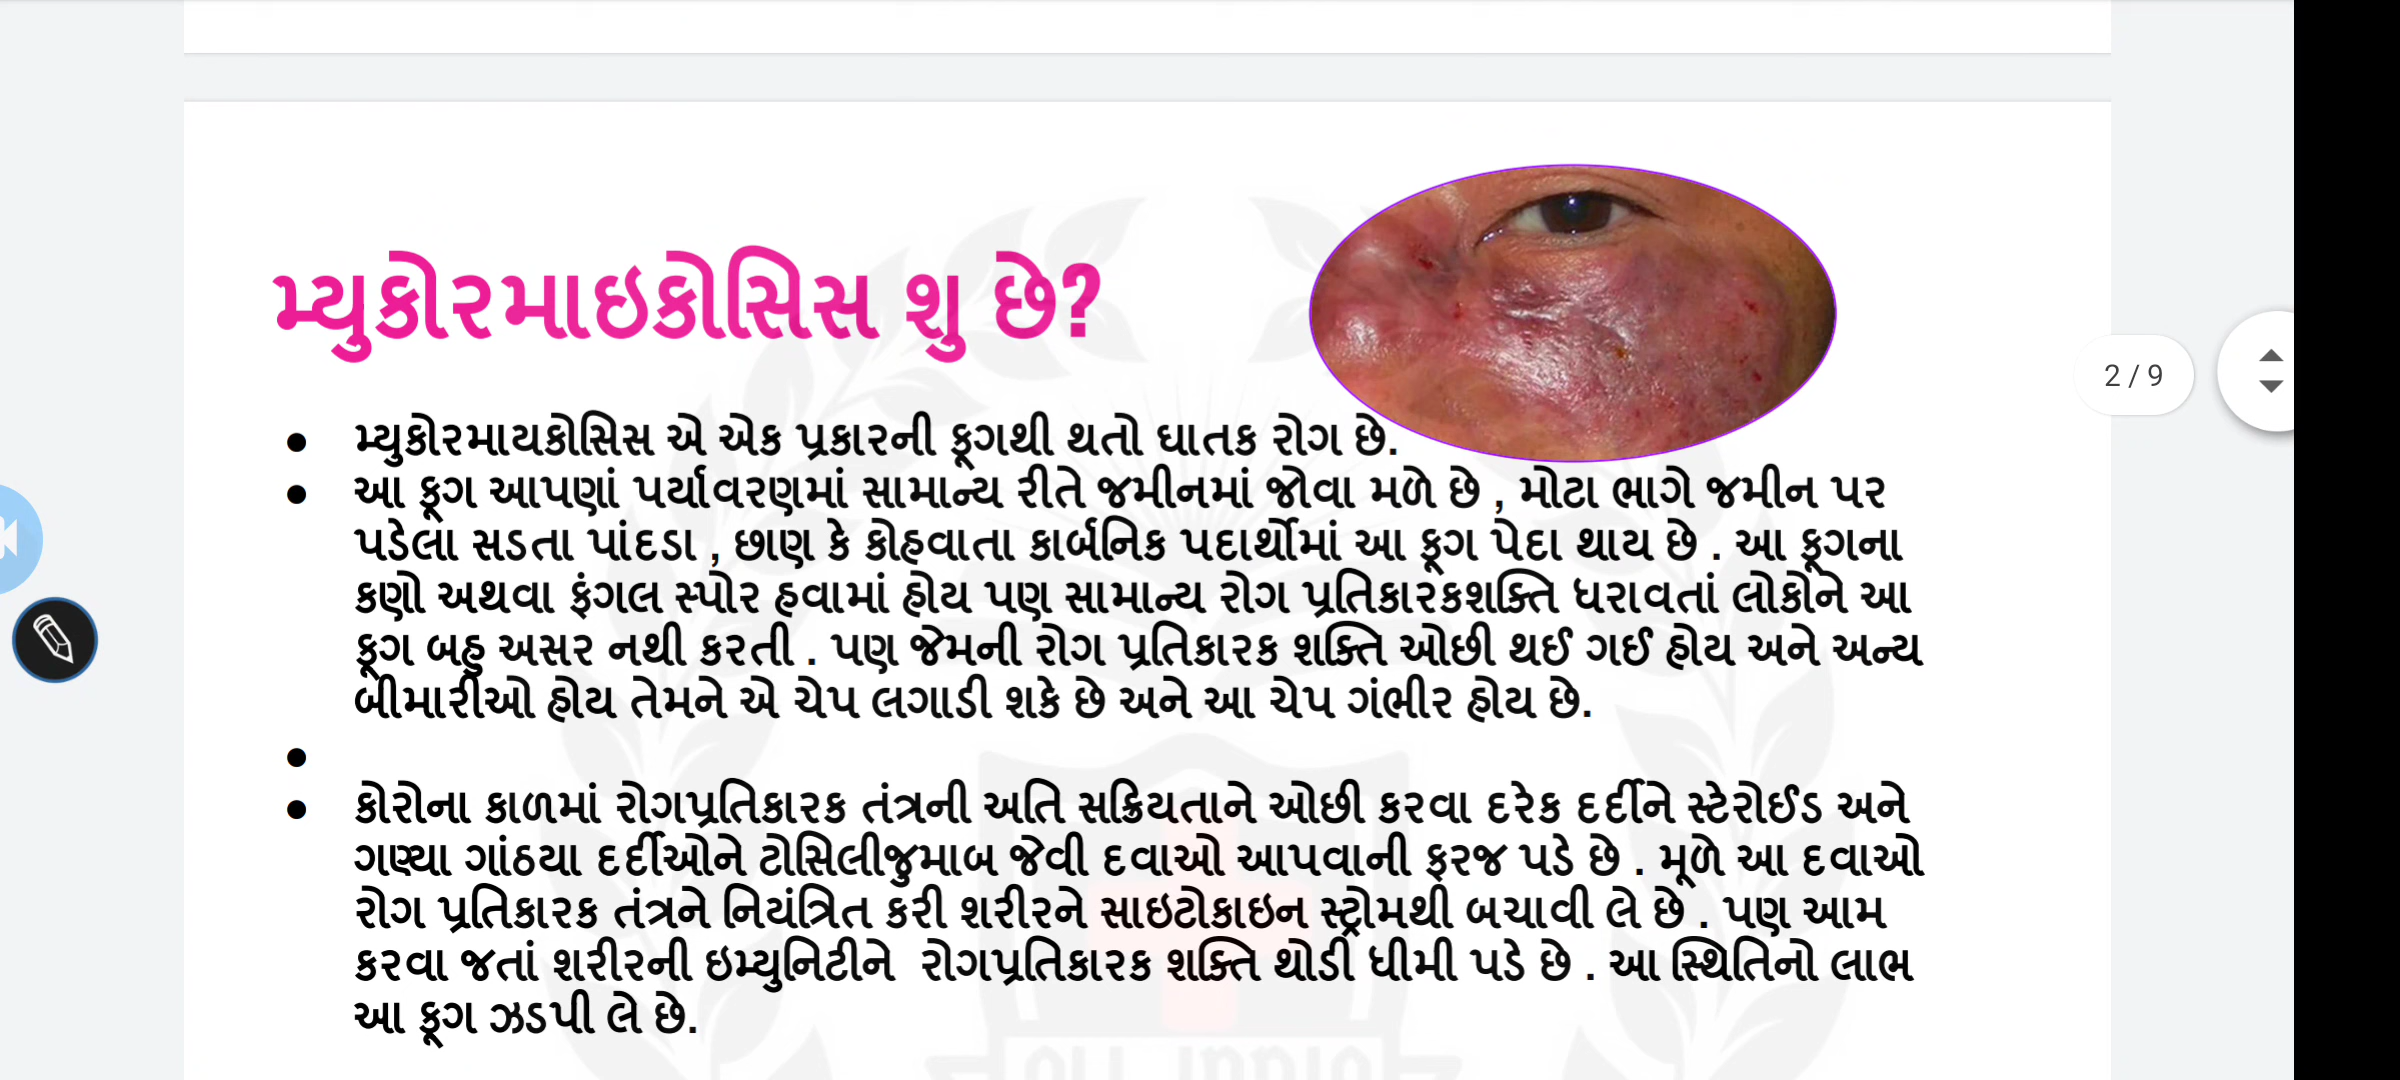 મ્યુકોરમાઇકોસિસ શુ છે?
2 / 9
● મ્યુકોરમાયકોસિસ એ એક પ્રકારની ફૂગથી થતો ઘાતક રોગ છે.
● આ ફૂગ આપણાં પર્યાવરણમાં સામાન્ય રીતે જમીનમાં જોવા મળે છે , મોટા ભાગે જમીન પર
પડેલા સડતા પાંદડા , છાણ કે કોહવાતા કાર્બનિક પદાર્થોમાં આ ફૂગ પેદા થાય છે . આ ફૂગના
કણો અથવા ફંગલ સ્પોર હવામાં હોય પણ સામાન્ય રોગ પ્રતિકારકશક્તિ ધરાવતાં લોકોને આ
ફૂગ બહુ અસર નથી કરતી . પણ જેમની રોગ પ્રતિકારક શક્તિ ઓછી થઈ ગઈ હોય અને અન્ય
બીમારીઓ હોય તેમને એ ચેપ લગાડી શકે છે અને આ ચેપ ગંભીર હોય છે.
●
● કોરોના કાળમાં રોગપ્રતિકારક તંત્રની અતિ સક્રિયતાને ઓછી કરવા દરેક દર્દીને સ્ટેરોઈડ અને
ગણ્યા ગાંઠયા દર્દીઓને ટોસિલીજુમાબ જેવી દવાઓ આપવાની ફરજ પડે છે . મૂળે આ દવાઓ
રોગ પ્રતિકારક તંત્રને નિયંત્રિત કરી શરીરને સાઇટોકાઇન સ્ટ્રોમથી બચાવી લે છે . પણ આમ
કરવા જતાં શરીરની ઇમ્યુનિટીને  રોગપ્રતિકારક શક્તિ થોડી ધીમી પડે છે . આ સ્થિતિનો લાભ
આ ફૂગ ઝડપી લે છે.
ALL INDIA